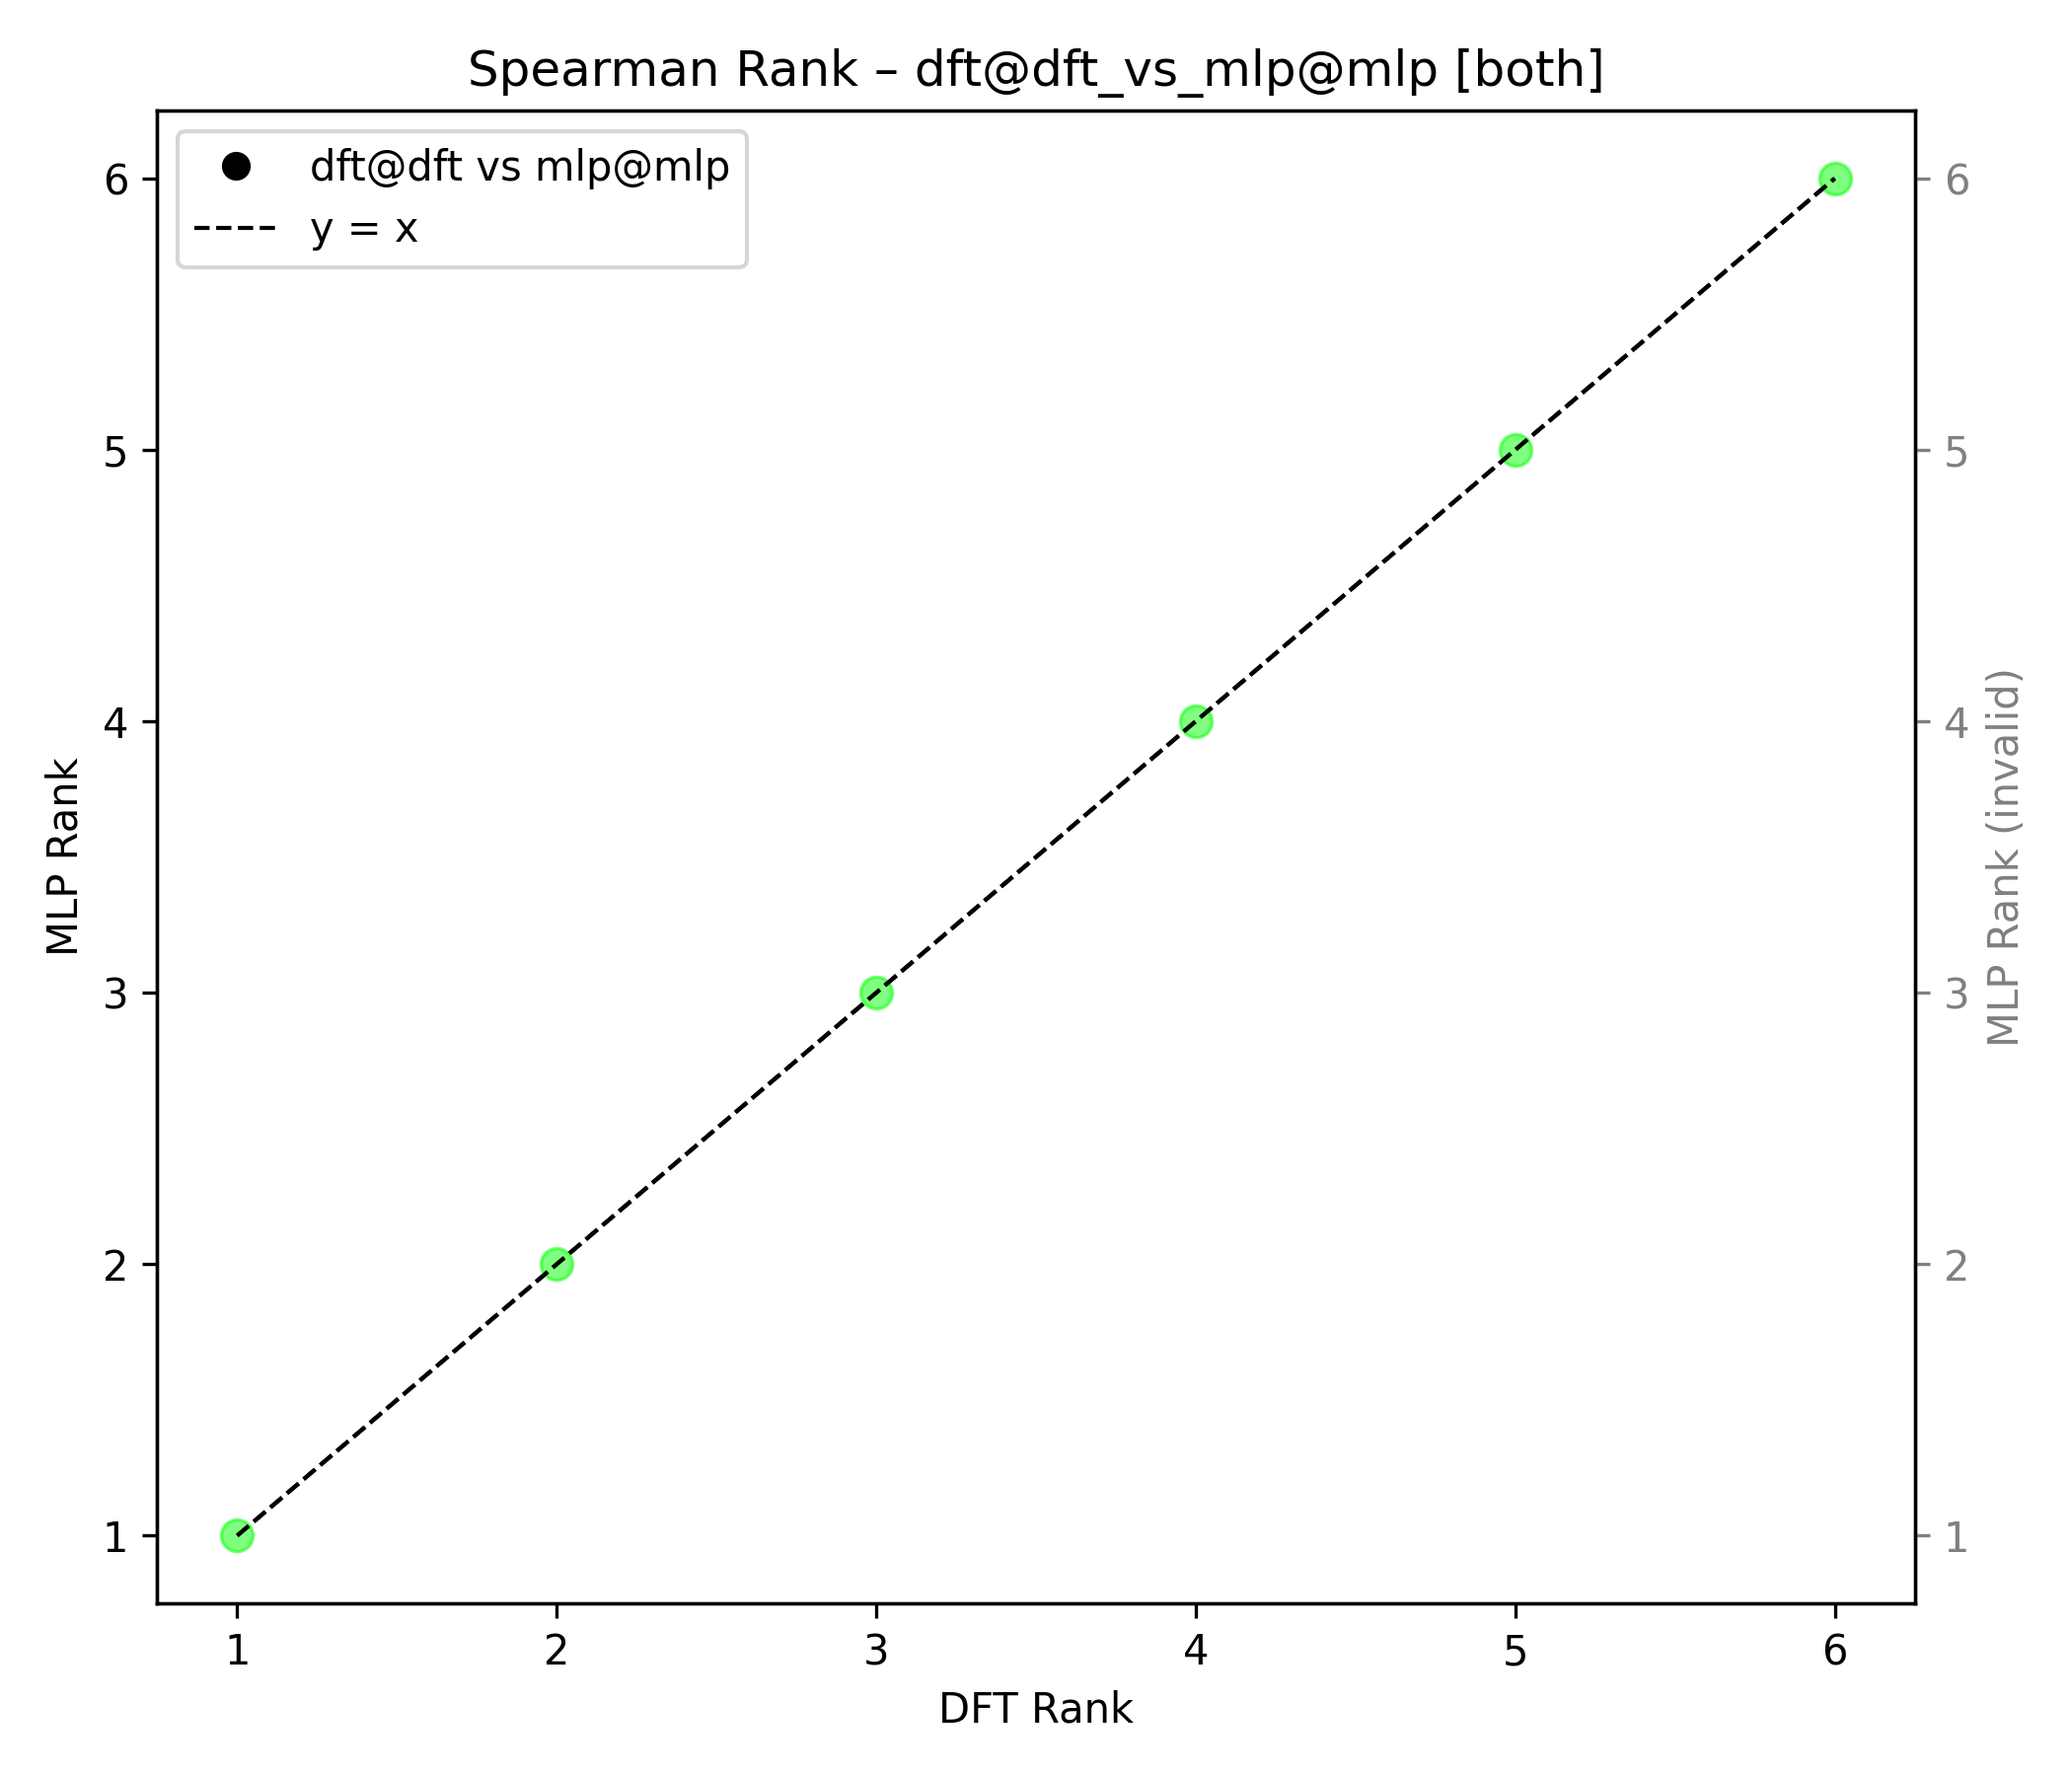 Spearman Rank – dft@dft_vs_mlp@mlp [both]
dft@dft vs mlp@mlp
y = x
6
5
4
3
2
1
MLP Rank
6
5
4
3
2
1
MLP Rank (invalid)
1 2 3 4 5 6
DFT Rank